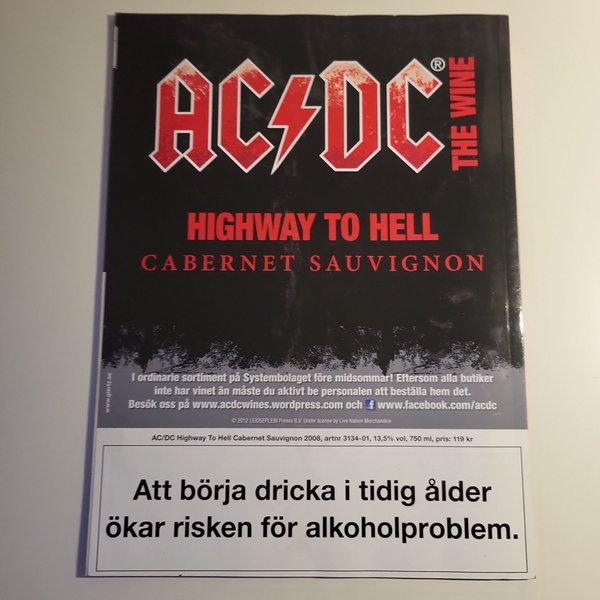 AC/DC®
THE WINE
HIGHWAY TO HELL
CABERNET SAUVIGNON
I ordinarie sortiment på Systembolaget före midsommar! Eftersom alla butiker
inte har vinet än måste du aktivt be personalen att beställa hem det.
Besök oss på www.acdcwines.wordpress.com och f www.facebook.com/acdc
© 2012 LEIDSEPLEIN Presse B.V. Under license by Live Nation Merchandise
www.giertz.se
AC/DC Highway To Hell Cabernet Sauvignon 2008, artnr 3134-01, 13,5% vol, 750 ml, pris: 119 kr
Att börja dricka i tidig ålder
ökar risken för alkoholproblem.